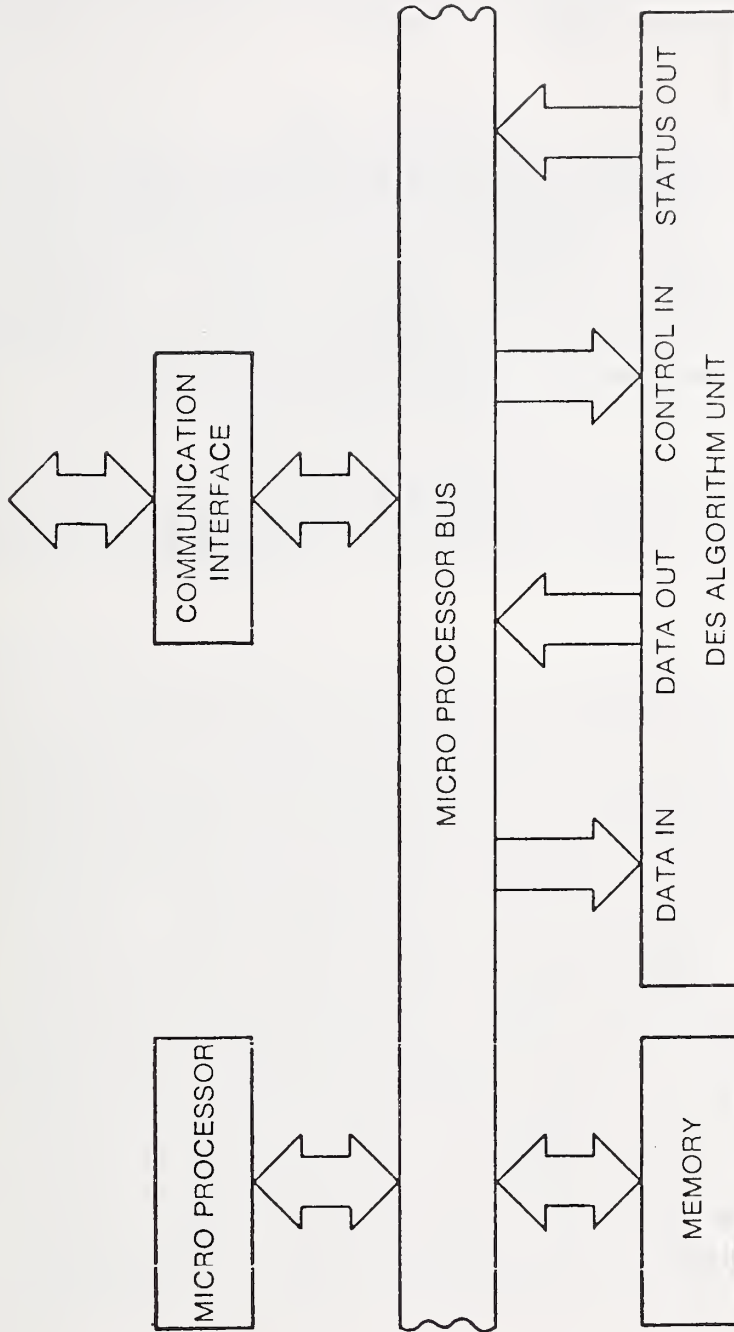 MICRO PROCESSOR
COMMUNICATION
INTERFACE
MICRO PROCESSOR BUS
MEMORY
DATA IN
DATA OUT
CONTROL IN
STATUS OUT
DES ALGORITHM UNIT